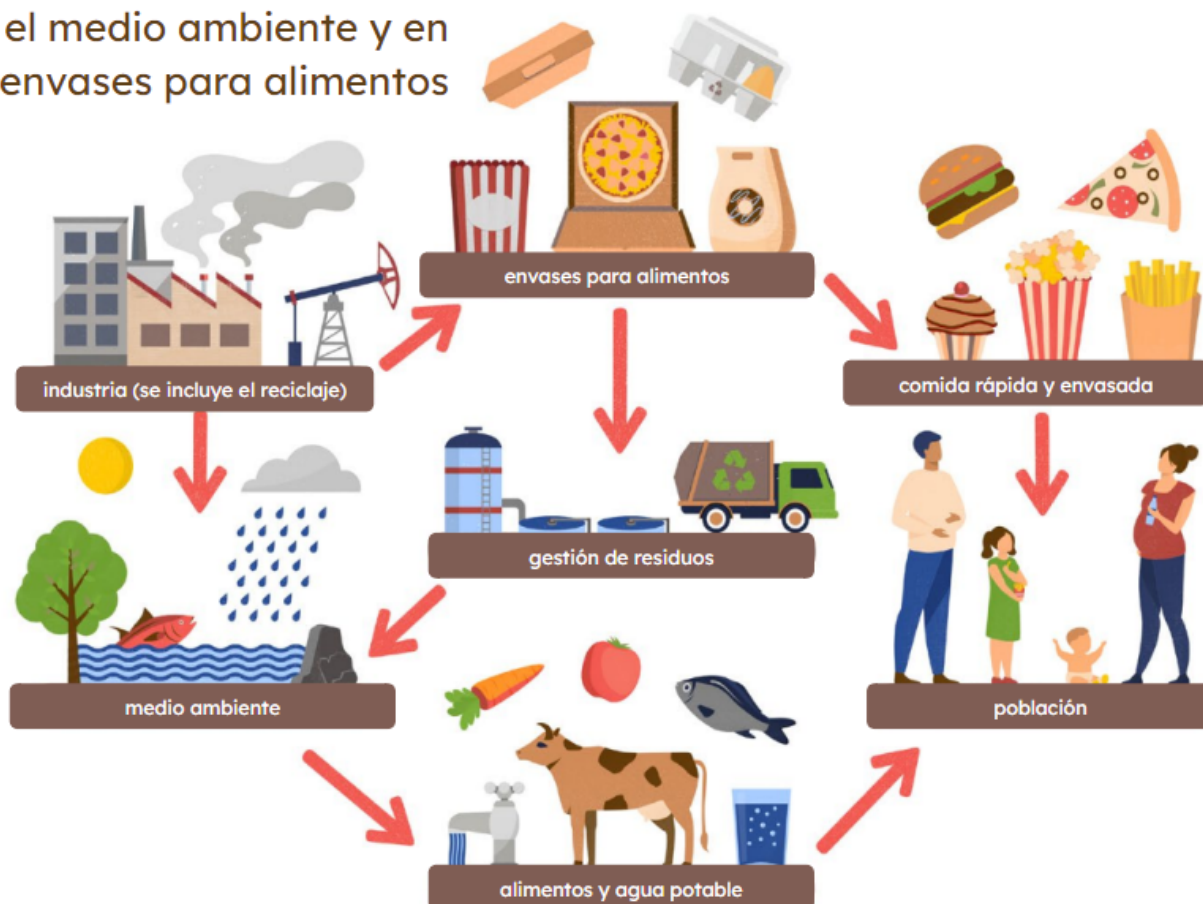 el medio ambiente y en
envases para alimentos
envases para alimentos
industria (se incluye el reciclaje)
comida rápida y envasada
gestión de residuos
medio ambiente
población
alimentos y agua potable